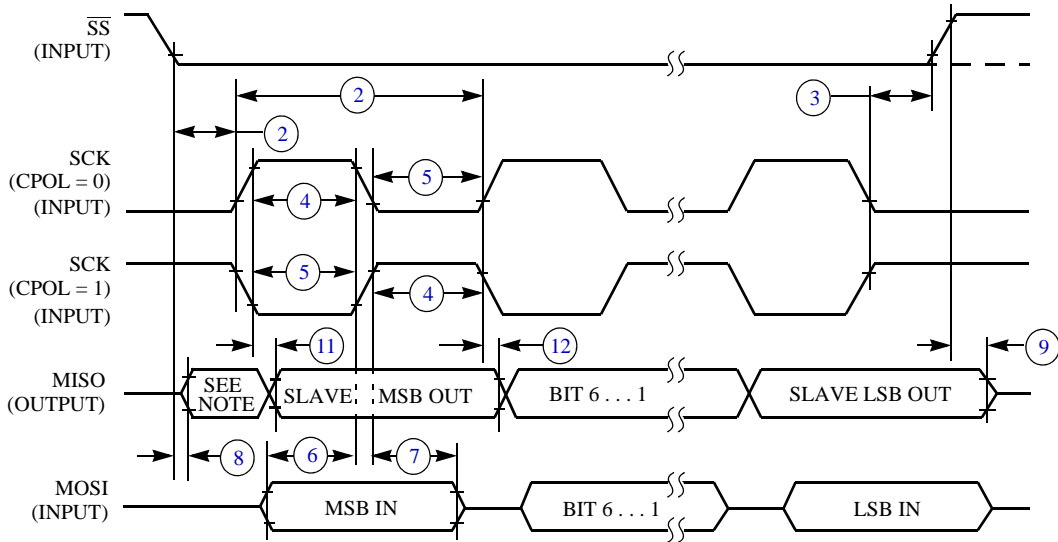 SS
(INPUT)
2
3
2
SCK
(CPOL = 0)
(INPUT)
5
4
SCK
(CPOL = 1)
(INPUT)
5
4
11
12
9
MISO
(OUTPUT)
SEE
NOTE
SLAVE
MSB OUT
BIT 6 . . . 1
SLAVE LSB OUT
8
6
7
MOSI
(INPUT)
MSB IN
BIT 6 . . . 1
LSB IN